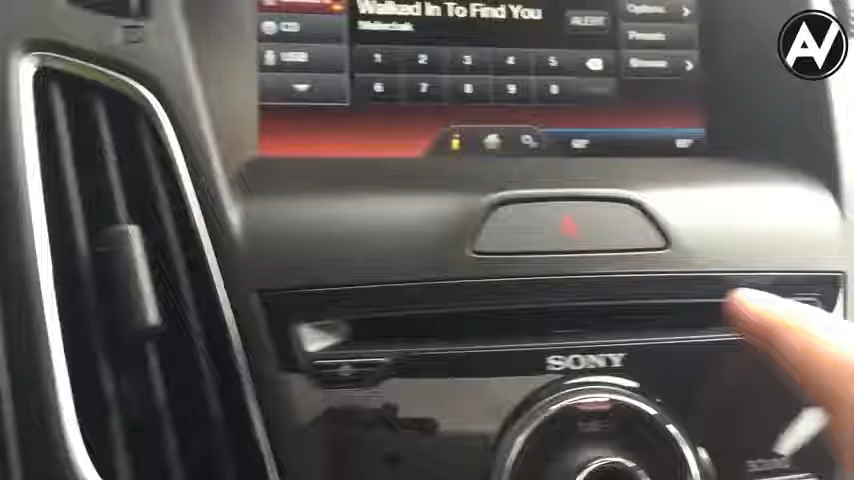 Walked In To Find You
ALERT
Options
CD
Presets
USB
1 2 3 4 5
Browse
6 7 8 9 0
SONY
AV